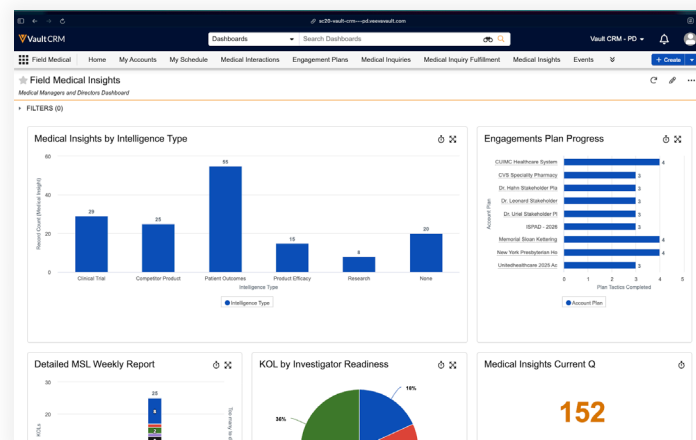 sc20-vault-crm---pd.veevavault.com
VaultCRM
Dashboards
Search Dashboards
Vault CRM - PD
Field Medical Home My Accounts My Schedule Medical Interactions Engagement Plans Medical Inquiries Medical Inquiry Fulfillment Medical Insights Events
+ Create
Field Medical Insights
Medical Managers and Directors Dashboard
FILTERS (0)
Medical Insights by Intelligence Type
60
40
20
0
Record Count (Medical Insight)
29
25
55
15
8
20
Clinical Trial Competitor Product Patient Outcomes Product Efficacy Research None
Intelligence Type
Intelligence Type
Engagements Plan Progress
Account Plan
CUIMC Healthcare System 4
CVS Specialty Pharmacy 3
Dr. Hahn Stakeholder Pla 3
Dr. Leonard Stakeholder 3
Dr. Uriel Stakeholder Pl
ISPAD - 2026 3
Memorial Sloan Kettering 4
New York Presbyterian Ho 4
Unitedhealthcare 2025 Ac 3
0 1 2 3 4 5
Plan Tactics Completed
Account Plan
Detailed MSL Weekly Report
30
20
KOLs
25
KOL by Investigator Readiness
36%
16%
Medical Insights Current Q
152